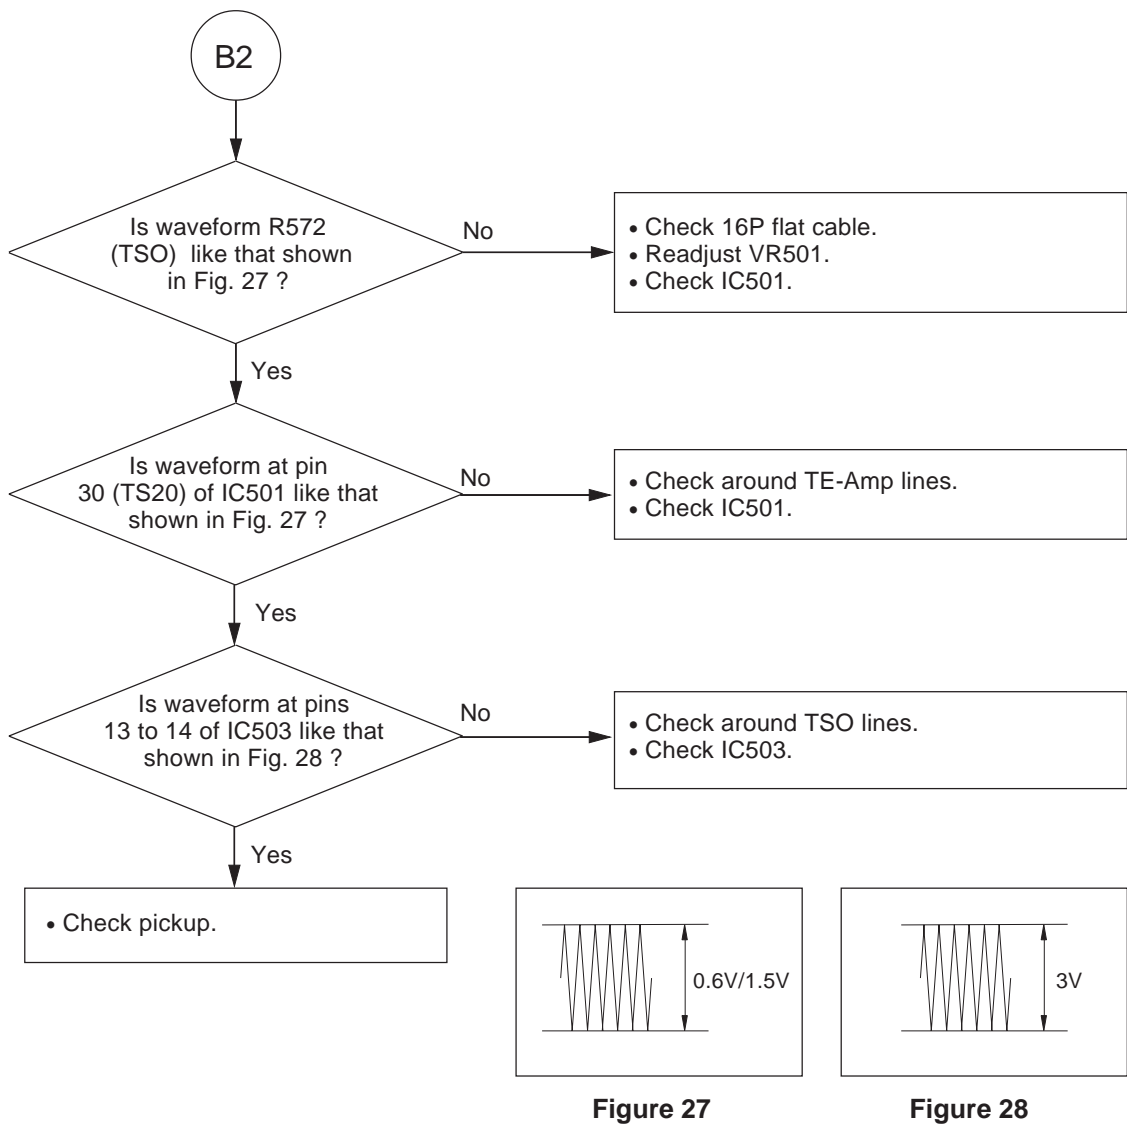 B2
Is waveform R572
(TSO) like that shown
in Fig. 27 ?
No
• Check 16P flat cable.
• Readjust VR501.
• Check IC501.
Yes
Is waveform at pin
30 (TS20) of IC501 like that
shown in Fig. 27 ?
No
• Check around TE-Amp lines.
• Check IC501.
Yes
Is waveform at pins
13 to 14 of IC503 like that
shown in Fig. 28 ?
No
• Check around TSO lines.
• Check IC503.
Yes
• Check pickup.
0.6V/1.5V
3V
Figure 27
Figure 28